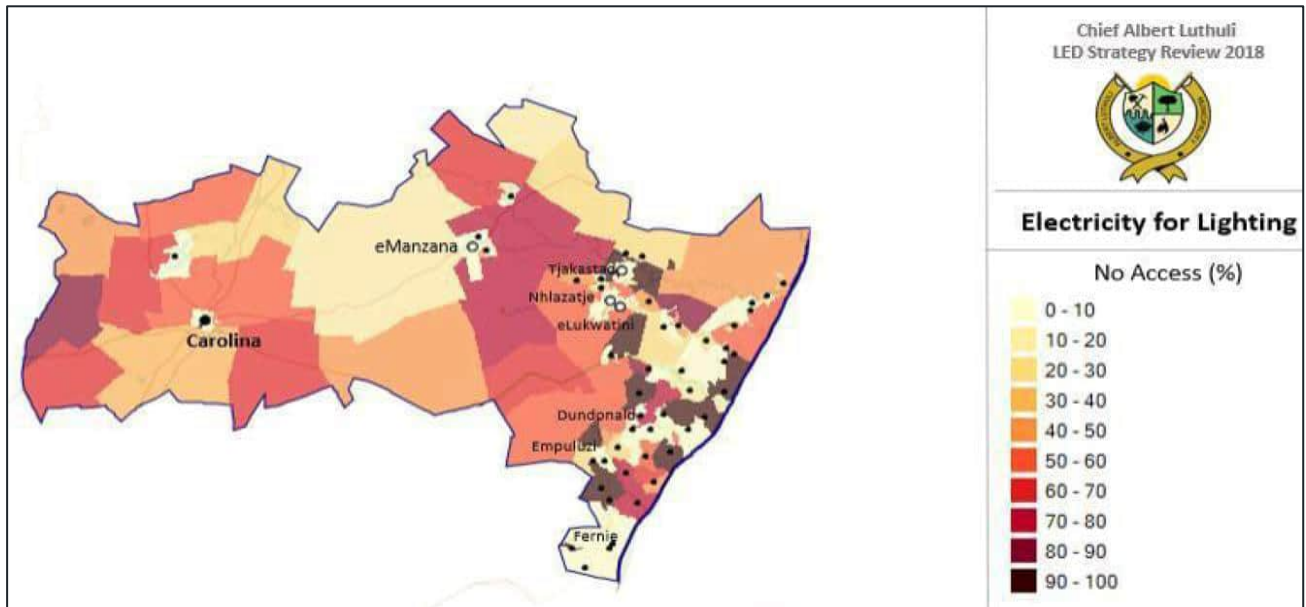 Chief Albert Luthuli
LED Strategy Review 2018
Electricity for Lighting
No Access (%)
0 - 10
10 - 20
20 - 30
30 - 40
40 - 50
50 - 60
60 - 70
70 - 80
80 - 90
90 - 100
eManzana
Tjakastad
Nhlazatje
eLukwatini
Carolina
Dundonald
Empuluzi
Fernie